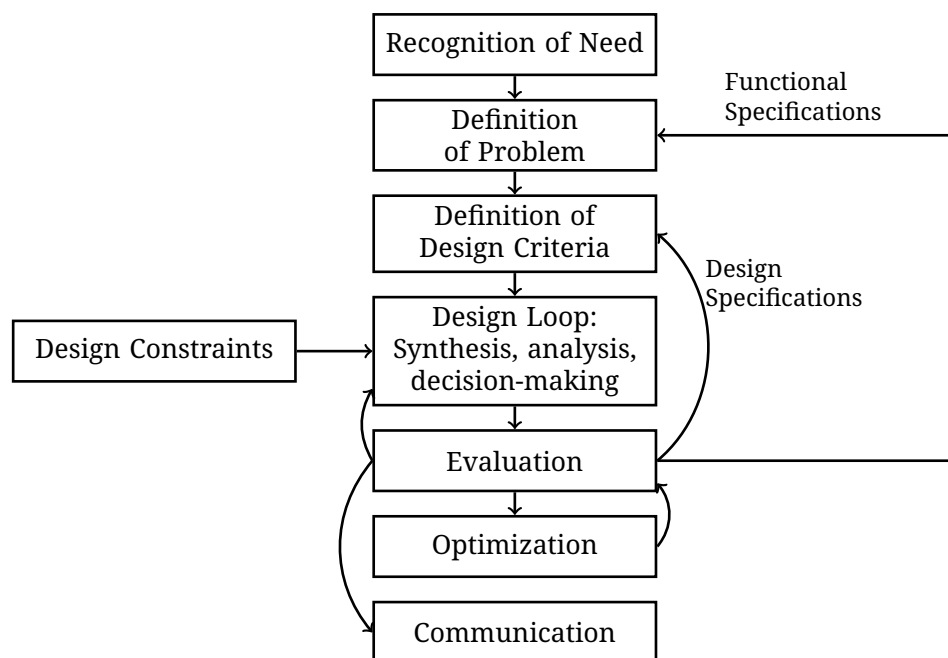 Recognition of Need
Functional
Specifications
Definition
of Problem
Definition of
Design Criteria
Design
Specifications
Design Loop:
Synthesis, analysis,
decision-making
Design Constraints
Evaluation
Optimization
Communication